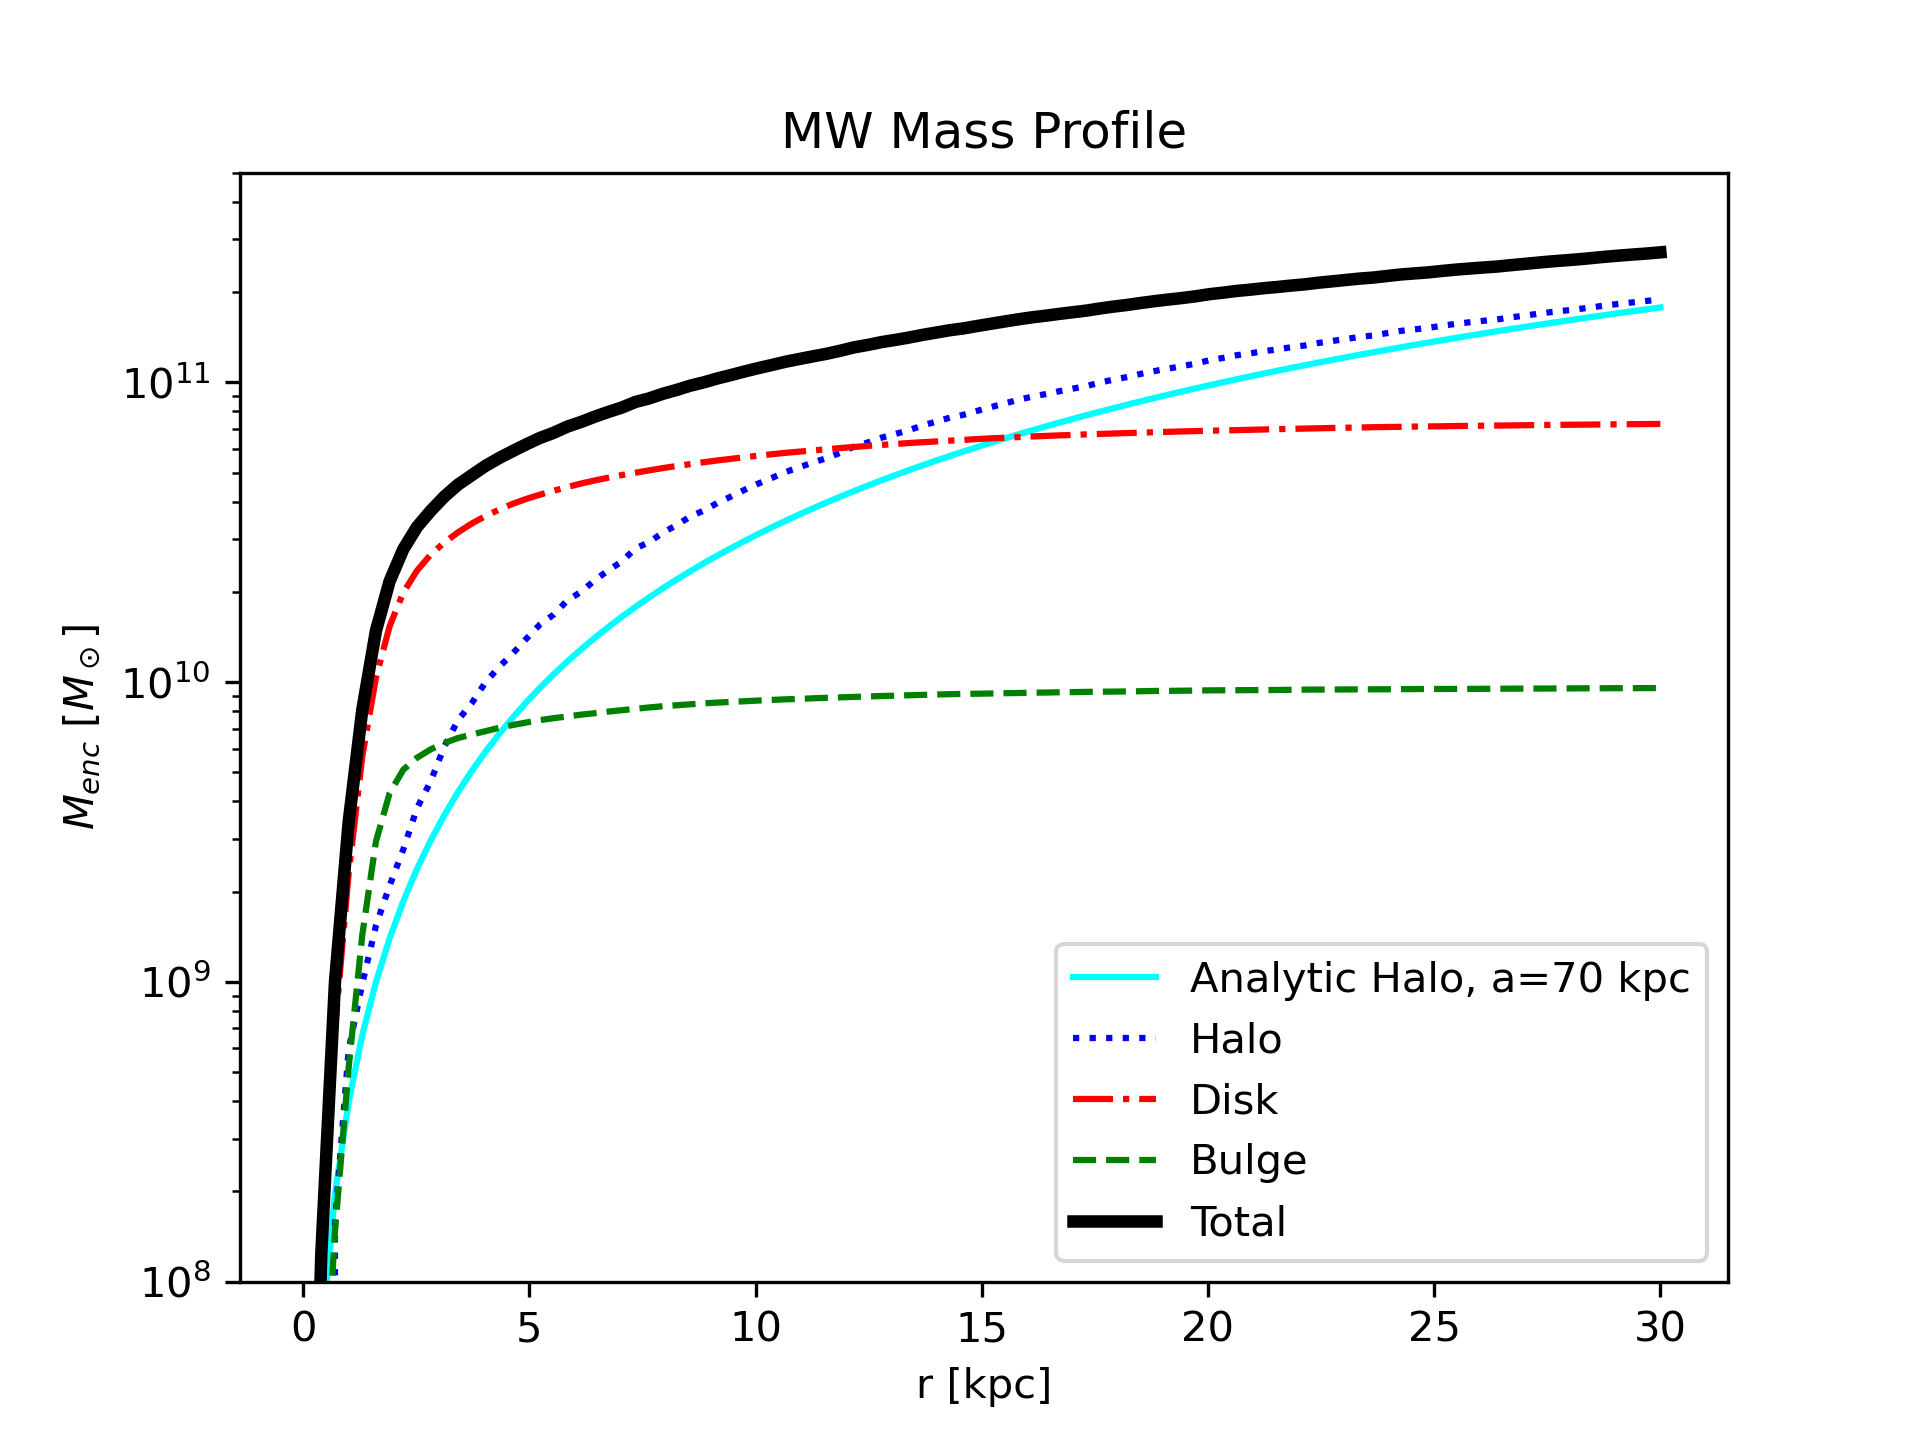 MW Mass Profile
M_enc [M_⊙]
10^11
10^10
10^9
10^8
0 5 10 15 20 25 30
r [kpc]
Analytic Halo, a=70 kpc
Halo
Disk
Bulge
Total